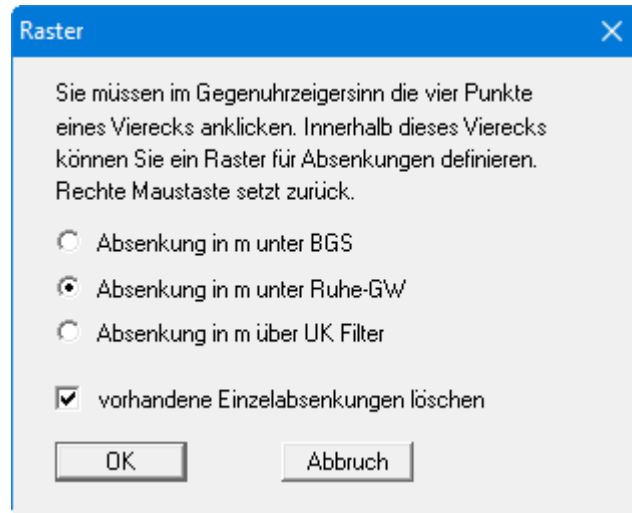 Raster
Sie müssen im Gegenuhrzeigersinn die vier Punkte
eines Vierecks anklicken. Innerhalb dieses Vierecks
können Sie ein Raster für Absenkungen definieren.
Rechte Maustaste setzt zurück.
Absenkung in m unter BGS
Absenkung in m unter Ruhe-GW
Absenkung in m über UK Filter
vorhandene Einzelabsenkungen löschen
OK
Abbruch